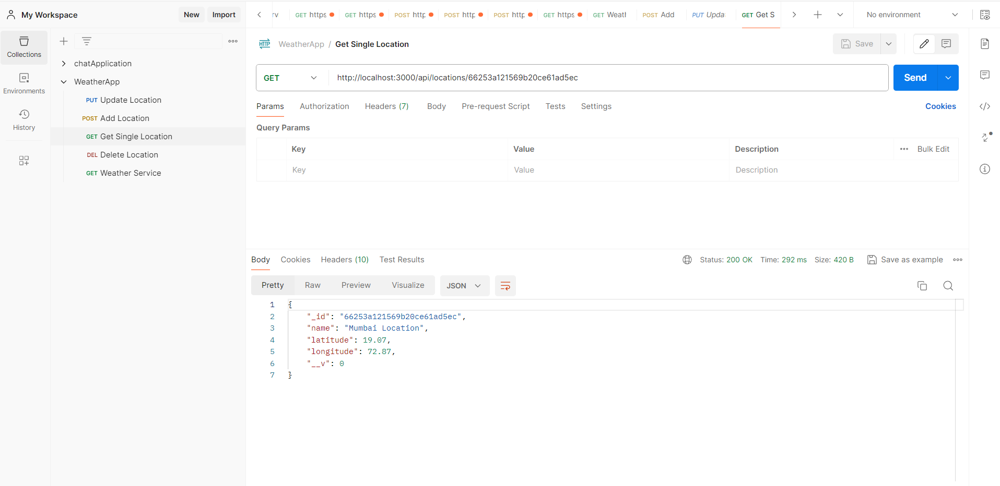 My Workspace
New
Import
rv
GET https
GET https
POST http
POST http
POST http
GET https
GET Weath
POST Add
PUT Upda
GET Get S
No environment
Collections
Environments
History
chatApplication
WeatherApp
PUT Update Location
POST Add Location
GET Get Single Location
DEL Delete Location
GET Weather Service
HTTP WeatherApp / Get Single Location
Save
GET http://localhost:3000/api/locations/66253a121569b20ce61ad5ec
Send
Params Authorization Headers (7) Body Pre-request Script Tests Settings
Cookies
Query Params
Key Value Description ••• Bulk Edit
Key Value Description
Body Cookies Headers (10) Test Results
Status: 200 OK Time: 292 ms Size: 420 B Save as example
Pretty Raw Preview Visualize JSON
1 {
2 "_id": "66253a121569b20ce61ad5ec",
3 "name": "Mumbai Location",
4 "latitude": 19.07,
5 "longitude": 72.87,
6 "__v": 0
7 }